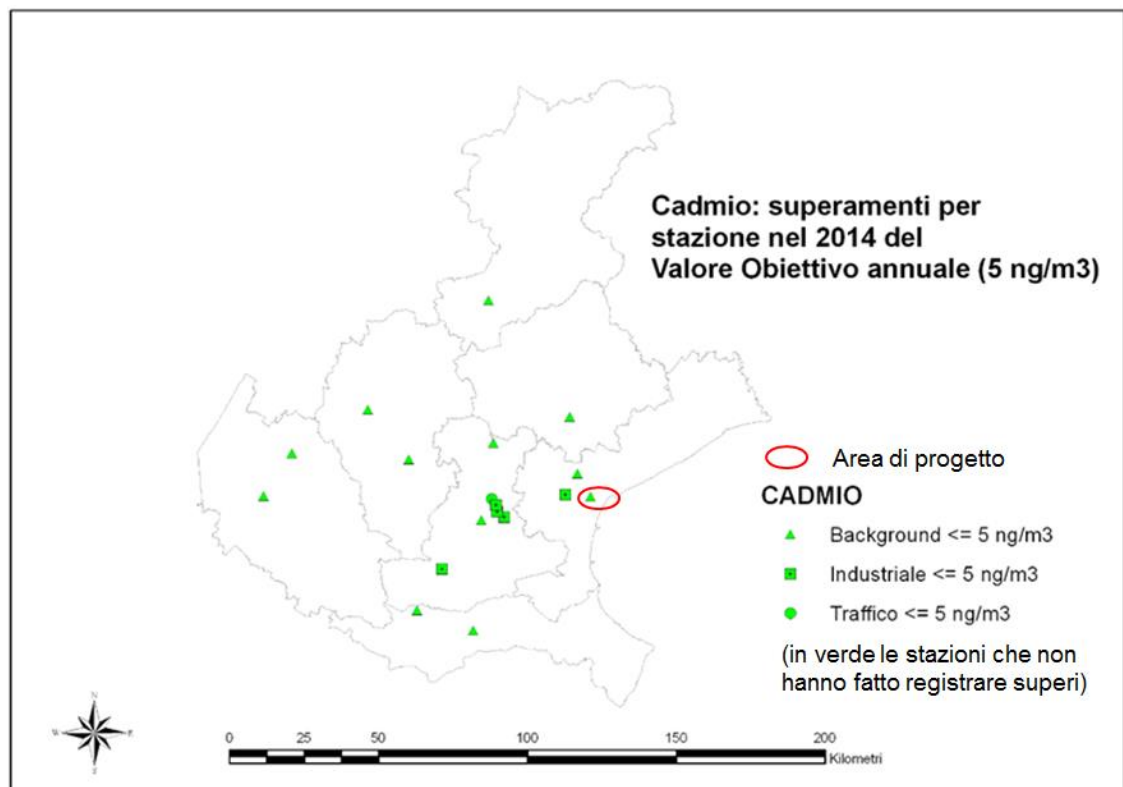 Cadmio: superamenti per
stazione nel 2014 del
Valore Obiettivo annuale (5 ng/m3)
Area di progetto
CADMIO
Background <= 5 ng/m3
Industriale <= 5 ng/m3
Traffico <= 5 ng/m3
(in verde le stazioni che non
hanno fatto registrare superi)
N
W E
S
0 25 50 100 150 200
Kilometri